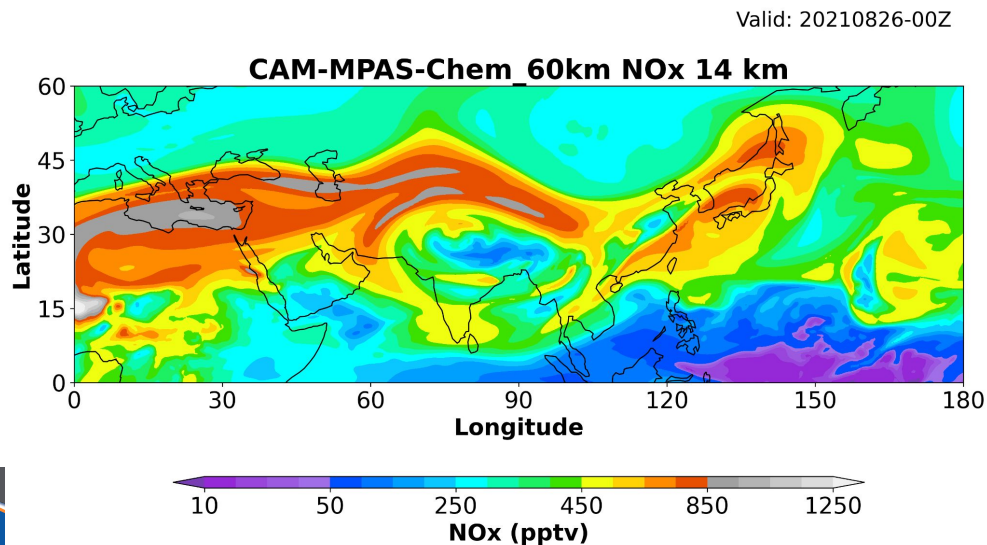 Valid: 20210826-00Z
CAM-MPAS-Chem_60km NOx 14 km
60
45
30
15
0
Latitude
0 30 60 90 120 150 180
Longitude
10 50 250 450 850 1250
NOx (pptv)